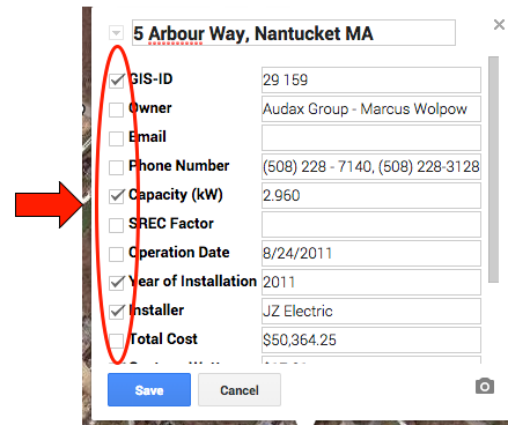 5 Arbour Way, Nantucket MA
GIS-ID 29 159
Owner Audax Group - Marcus Wolpow
Email
Phone Number (508) 228 - 7140, (508) 228-3128
Capacity (kW) 2.960
SREC Factor
Operation Date 8/24/2011
Year of Installation 2011
Installer JZ Electric
Total Cost $50,364.25
Save Cancel